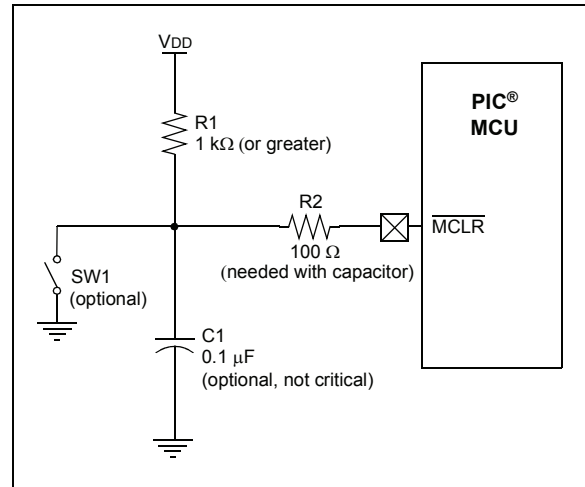 VDD
PIC®
MCU
R1
1 kΩ (or greater)
R2
MCLR
100 Ω
(needed with capacitor)
SW1
(optional)
C1
0.1 μF
(optional, not critical)